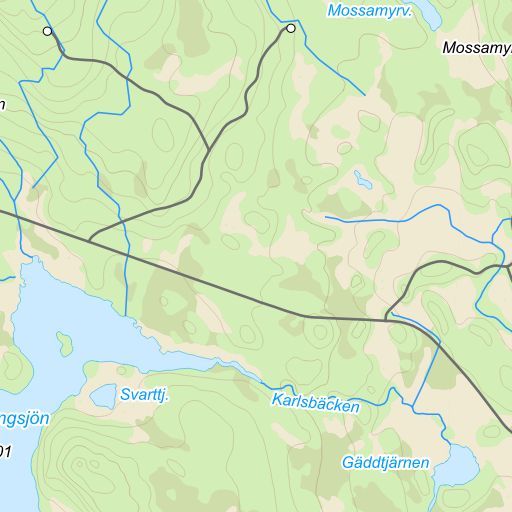 Mossamyrv.
Mossamy
Svarttj.
Karlsbäcken
ngsjön
01
Gäddtjärnen